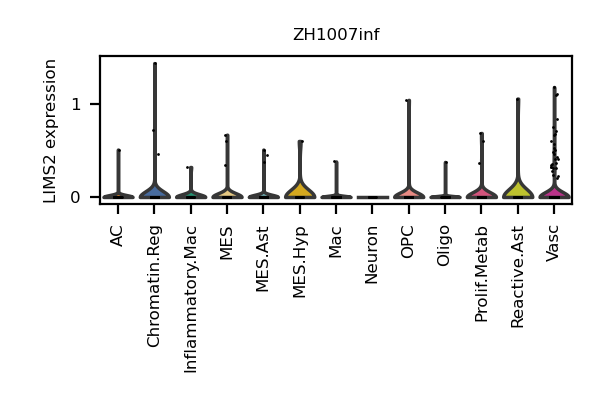 ZH1007inf
LIMS2 expression
1
0
AC
Chromatin.Reg
Inflammatory.Mac
MES
MES.Ast
MES.Hyp
Mac
Neuron
OPC
Oligo
Prolif.Metab
Reactive.Ast
Vasc